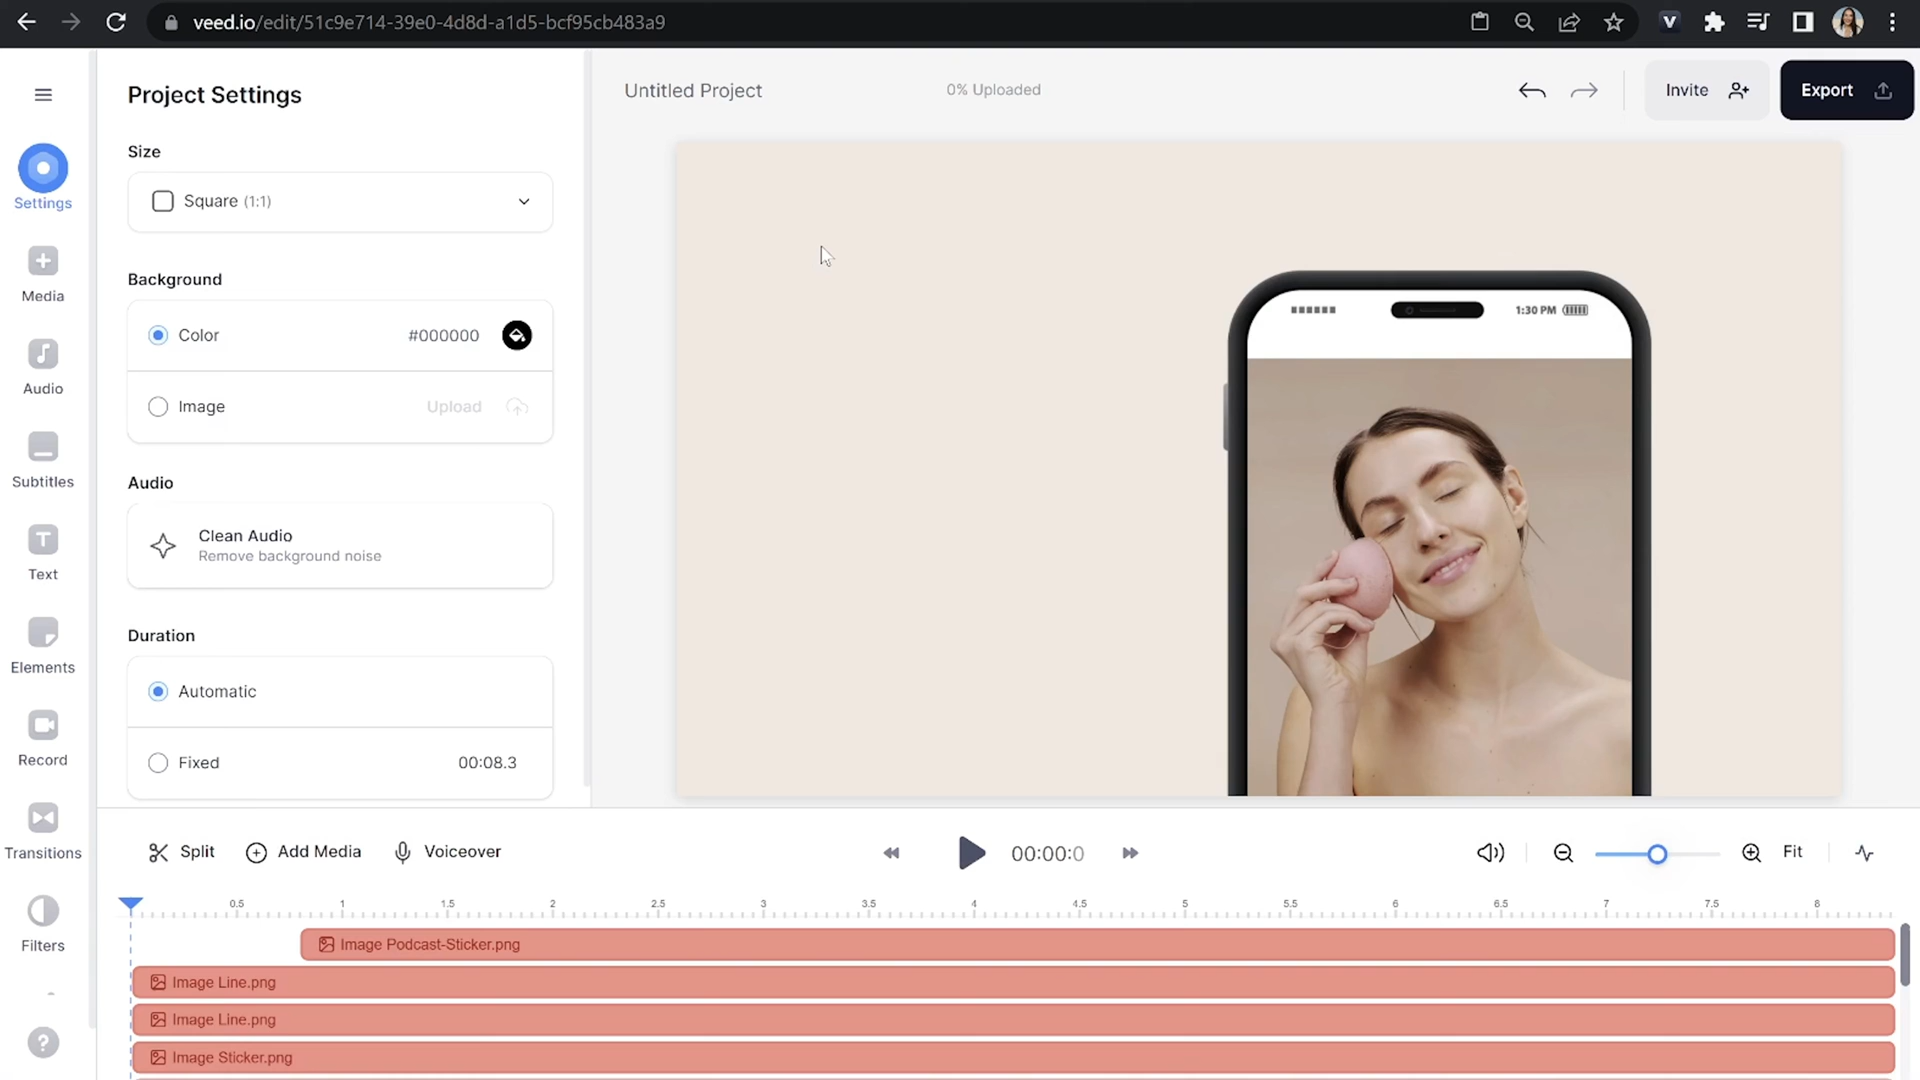 veed.io/edit/51c9e714-39e0-4d8d-a1d5-bcf95cb483a9
V
Project Settings
Untitled Project
0% Uploaded
Invite
Export
Size
Square (1:1)
Settings
Background
Color
#000000
Image
Upload
Media
Audio
Audio
Clean Audio
Remove background noise
Subtitles
Text
Duration
Automatic
Fixed
00:08.3
Elements
Record
Transitions
Filters
1:30 PM
Split
Add Media
Voiceover
00:00:0
Fit
0.5 1 1.5 2 2.5 3 3.5 4 4.5 5 5.5 6 6.5 7 7.5 8
Image Podcast-Sticker.png
Image Line.png
Image Line.png
Image Sticker.png
?